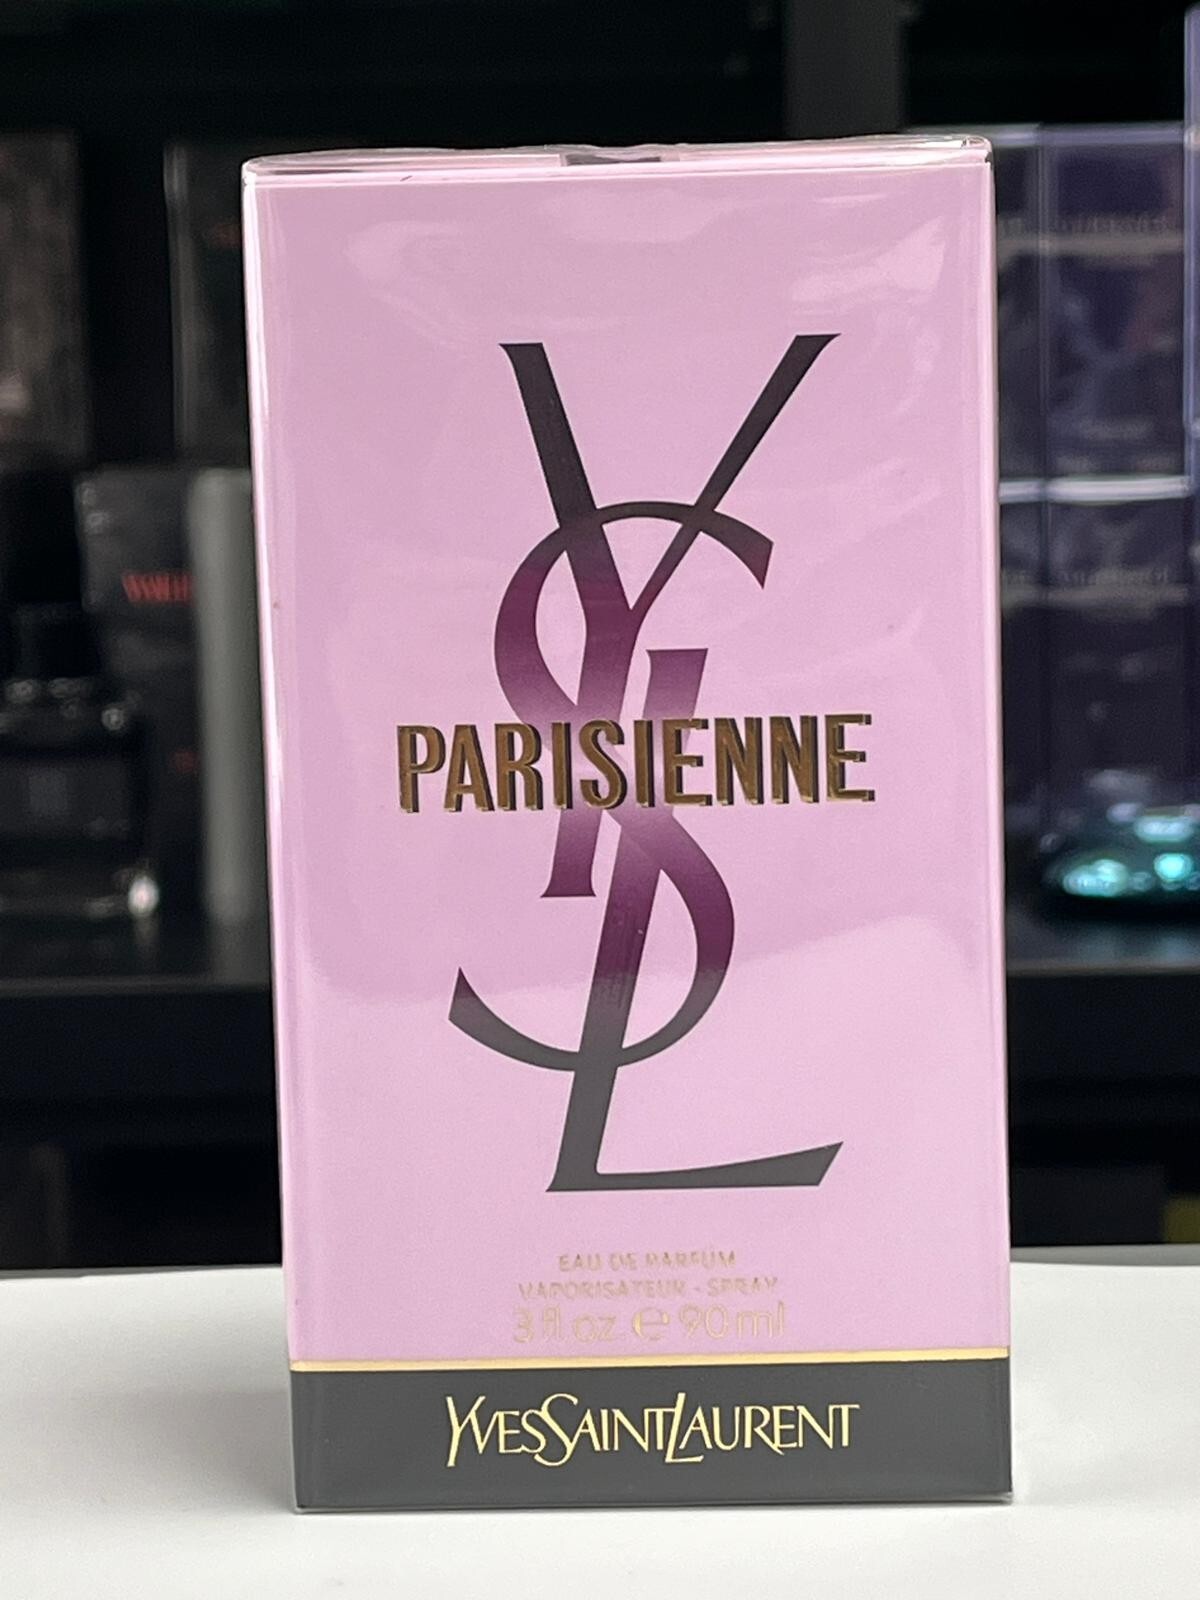 YSL
PARISIENNE
EAU DE PARFUM
VAPORISATEUR - SPRAY
3 fl. oz. ℮ 90 ml
YVESSAINTLAURENT